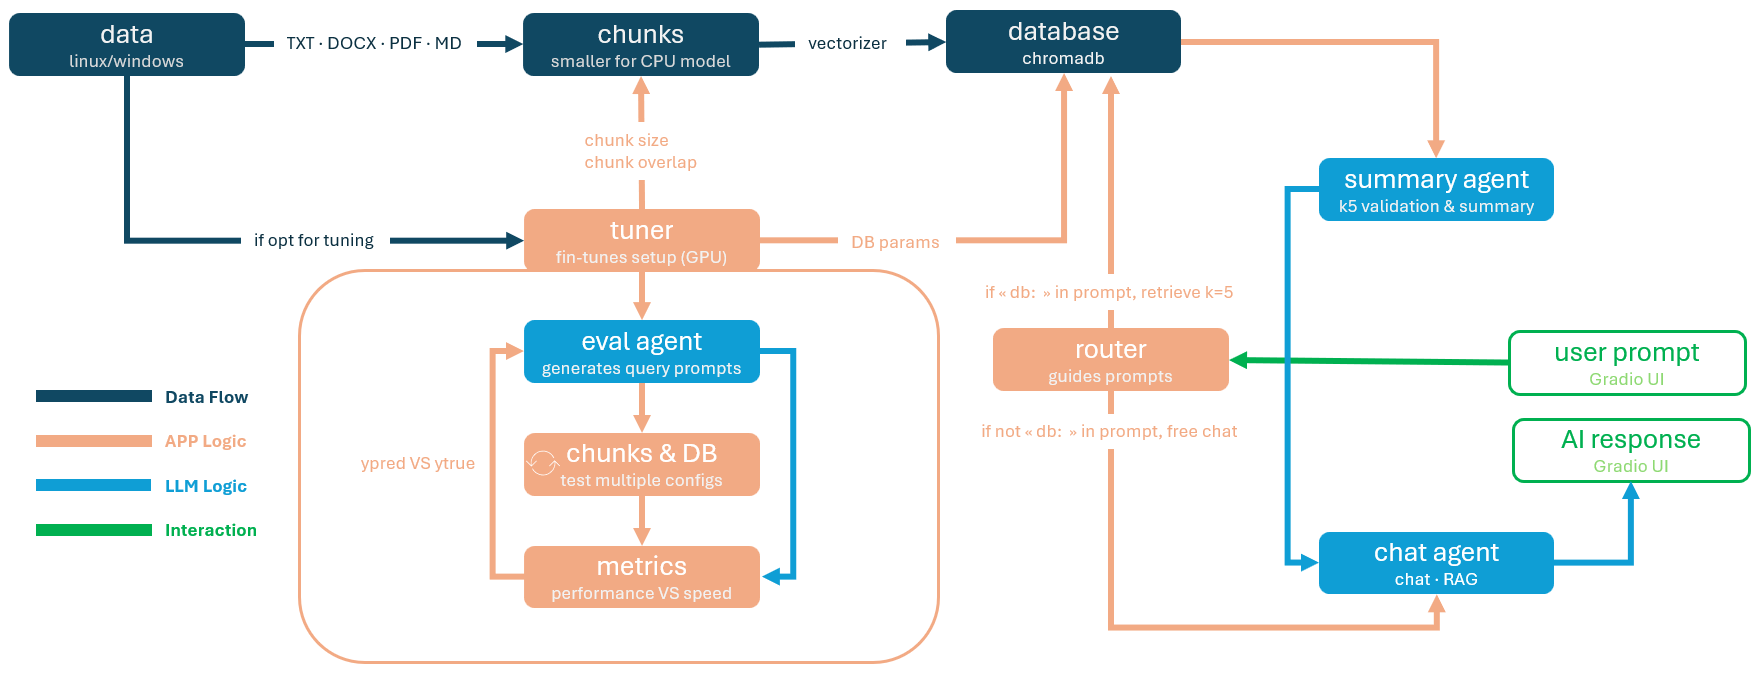 data
linux/windows
TXT · DOCX · PDF · MD
chunks
smaller for CPU model
vectorizer
database
chromadb
chunk size
chunk overlap
summary agent
k5 validation & summary
if opt for tuning
tuner
fin-tunes setup (GPU)
DB params
if « db: » in prompt, retrieve k=5
eval agent
generates query prompts
router
guides prompts
user prompt
Gradio UI
Data Flow
APP Logic
LLM Logic
Interaction
ypred VS ytrue
chunks & DB
test multiple configs
if not « db: » in prompt, free chat
AI response
Gradio UI
metrics
performance VS speed
chat agent
chat · RAG